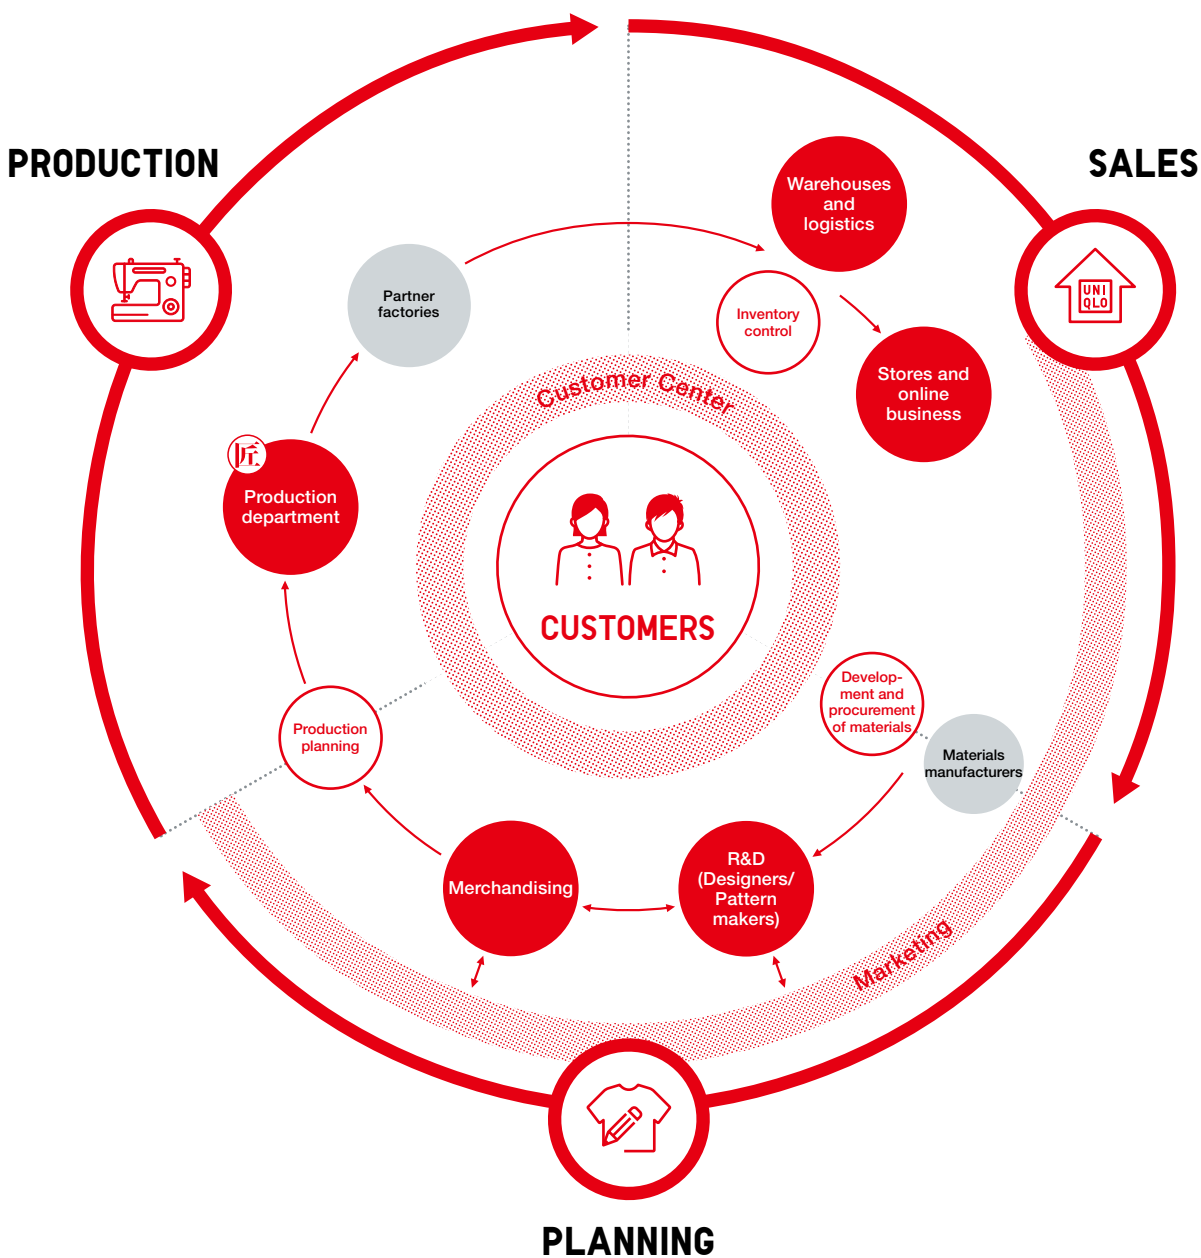 PRODUCTION
SALES
Warehouses
and
logistics
Partner
factories
Inventory
control
UNI
QLO
Stores and
online
business
Customer Center
匠
Production
department
CUSTOMERS
Develop-
ment and
procurement
of materials
Materials
manufacturers
Production
planning
Merchandising
R&D
(Designers/
Pattern
makers)
Marketing
PLANNING